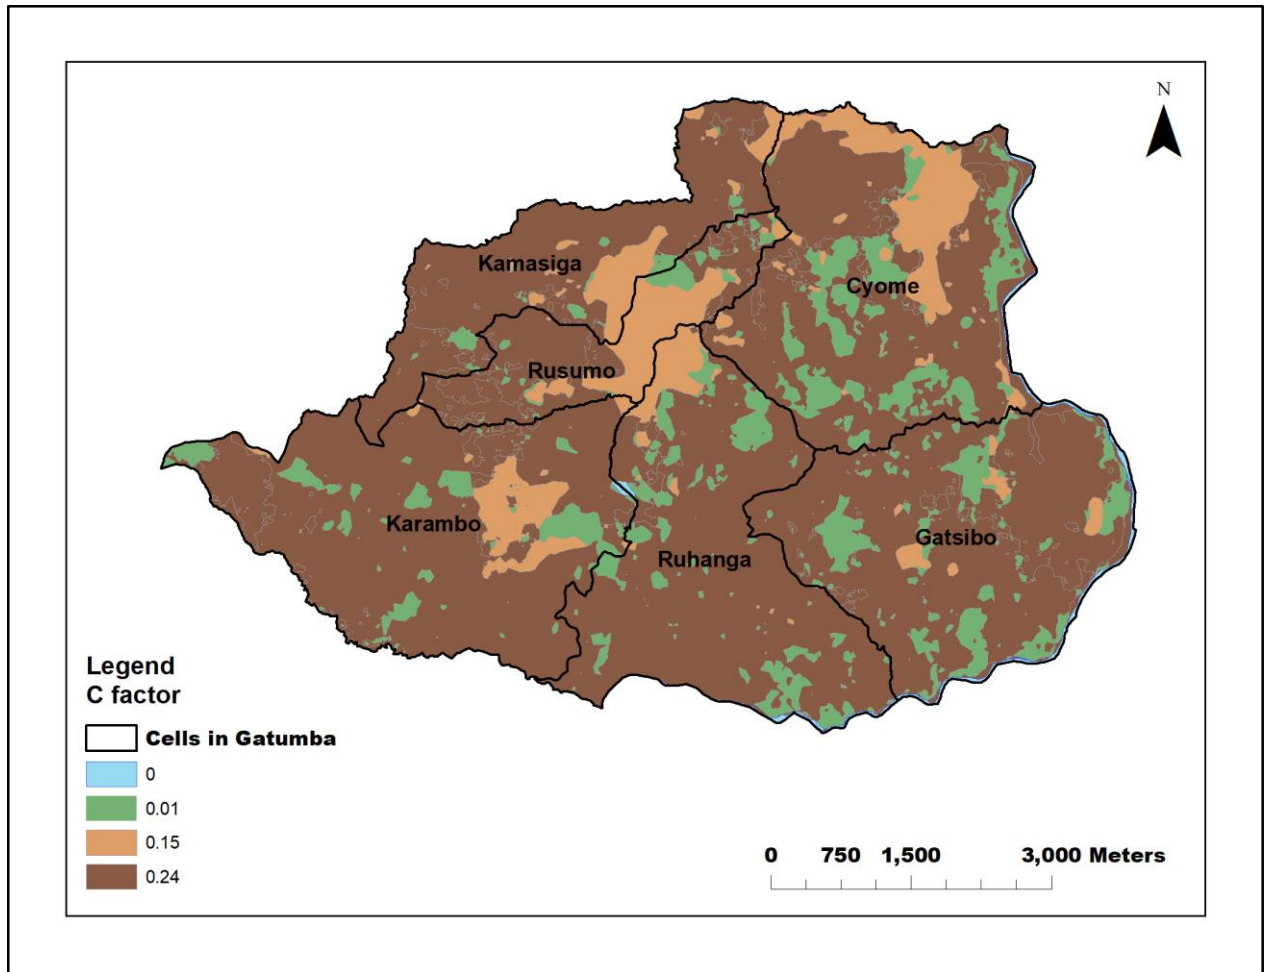 N
Kamasiga
Cyome
Rusumo
Karambo
Gatsibo
Ruhanga
Legend
C factor
Cells in Gatumba
0
0.01
0.15
0.24
0 750 1,500 3,000 Meters